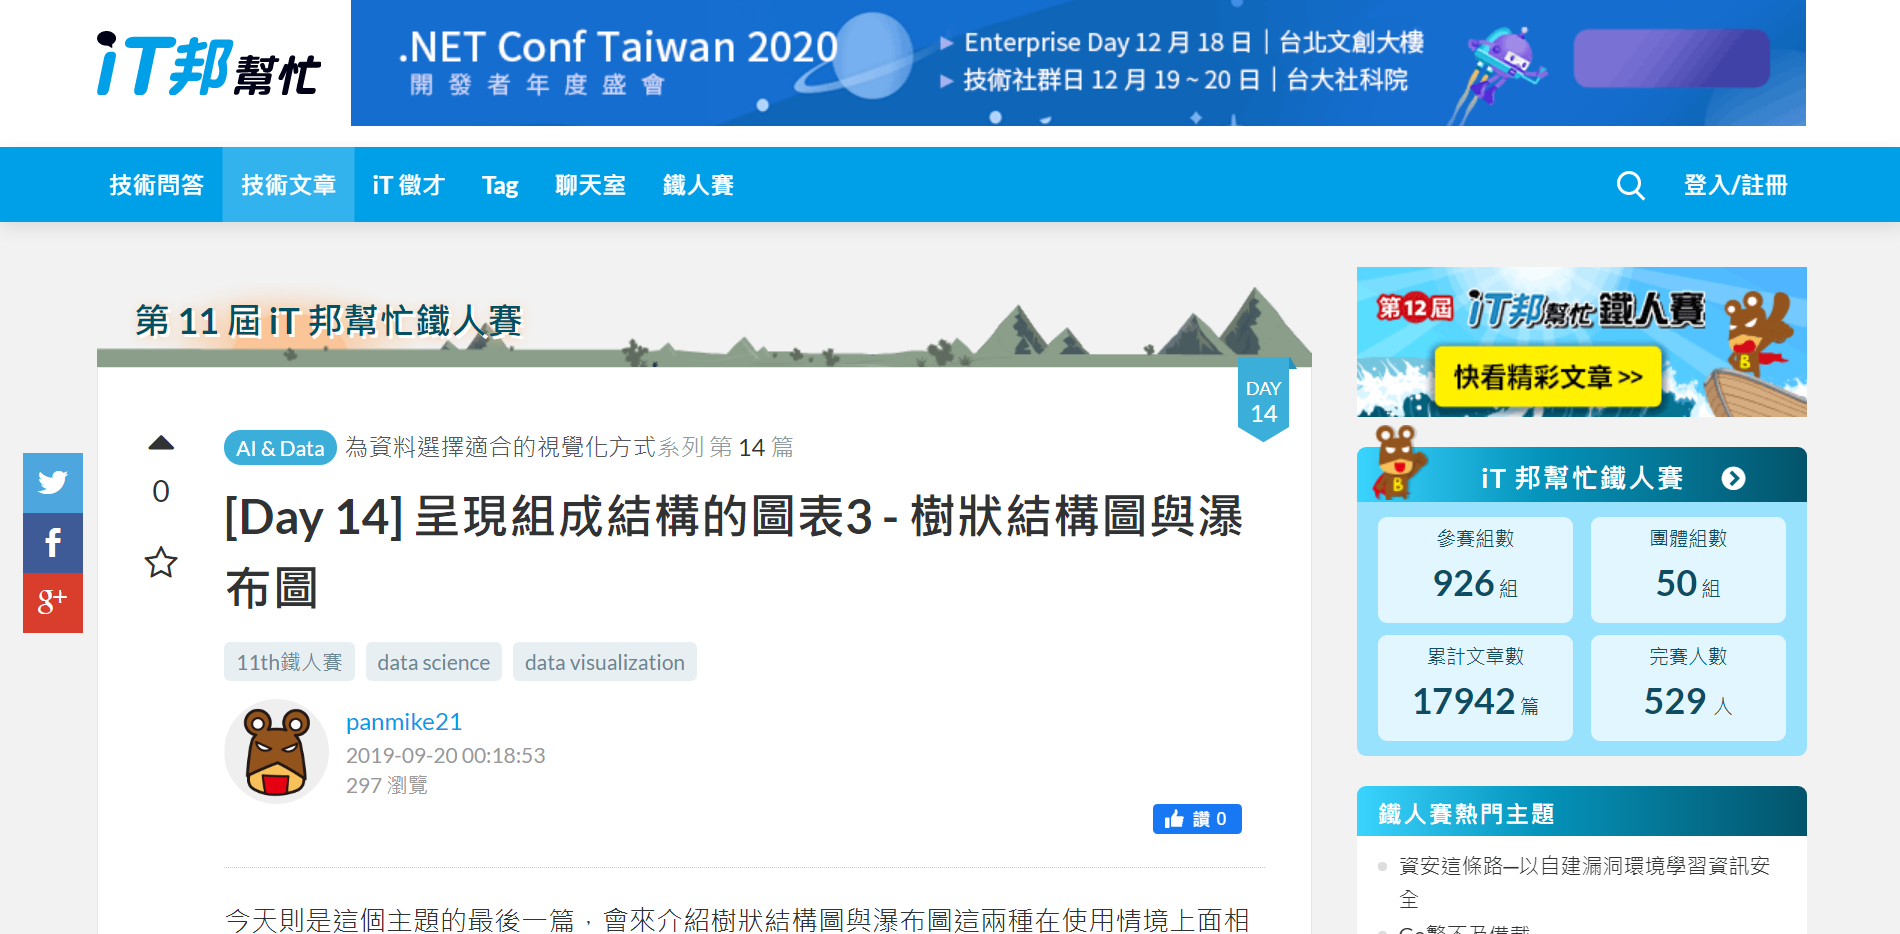 iT邦幫忙
.NET Conf Taiwan 2020
開發者年度盛會
Enterprise Day 12 月 18 日｜台北文創大樓
技術社群日 12 月 19 ~ 20 日｜台大社科院
技術問答 技術文章 iT 徵才 Tag 聊天室 鐵人賽 登入/註冊
第 11 屆 iT 邦幫忙鐵人賽
DAY
14
AI & Data 為資料選擇適合的視覺化方式系列 第 14 篇
0
[Day 14] 呈現組成結構的圖表3 - 樹狀結構圖與瀑
布圖
11th鐵人賽 data science data visualization
panmike21
2019-09-20 00:18:53
297 瀏覽
讚 0
今天則是這個主題的最後一篇，會來介紹樹狀結構圖與瀑布圖這兩種在使用情境上面相
g+
第12屆 iT邦幫忙 鐵人賽
快看精彩文章 >>
B
B
iT 邦幫忙鐵人賽
參賽組數
926 組
團體組數
50 組
累計文章數
17942 篇
完賽人數
529 人
鐵人賽熱門主題
資安這條路─以自建漏洞環境學習資訊安
全